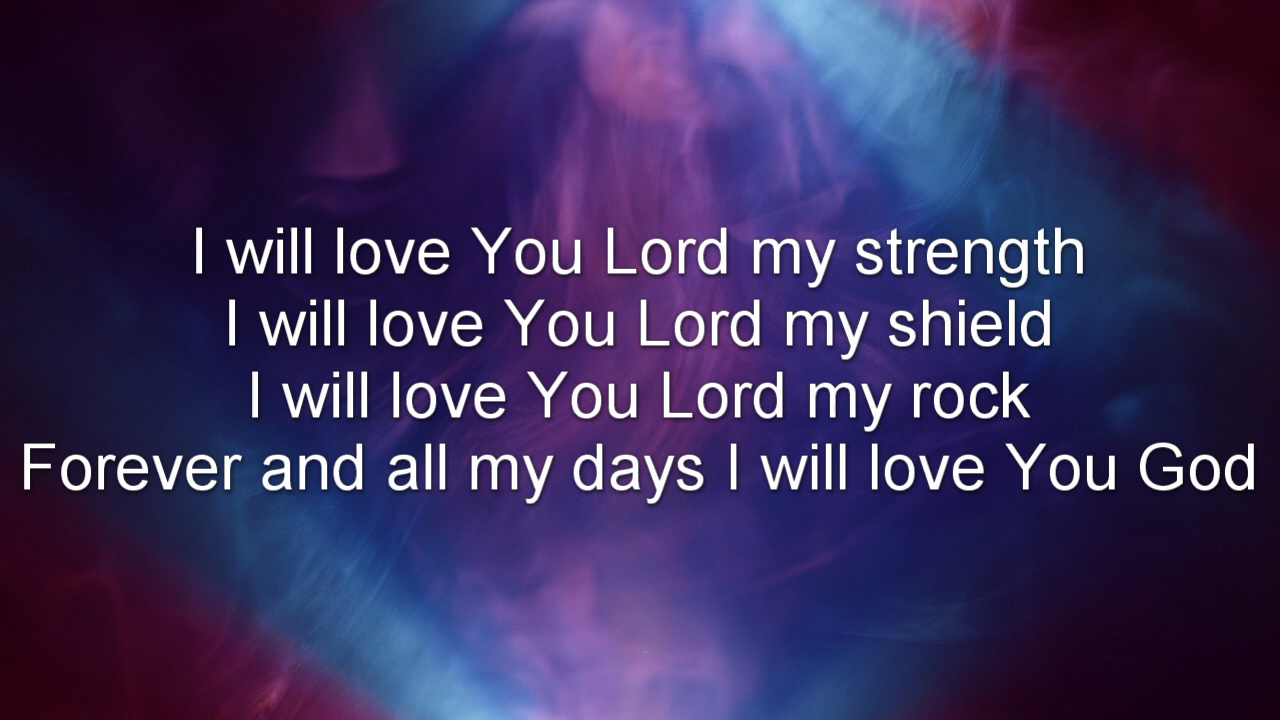 I will love You Lord my strength
I will love You Lord my shield
I will love You Lord my rock
Forever and all my days I will love You God